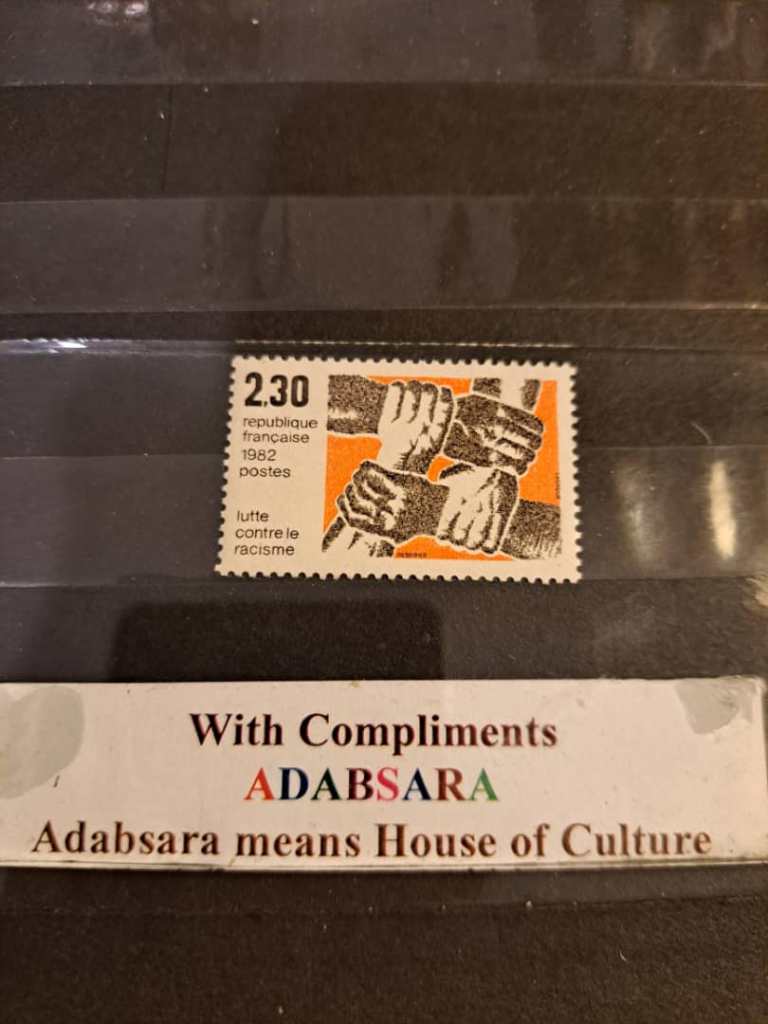 2,30
republique
française
1982
postes
lutte
contre le
racisme
With Compliments
ADABSARA
Adabsara means House of Culture